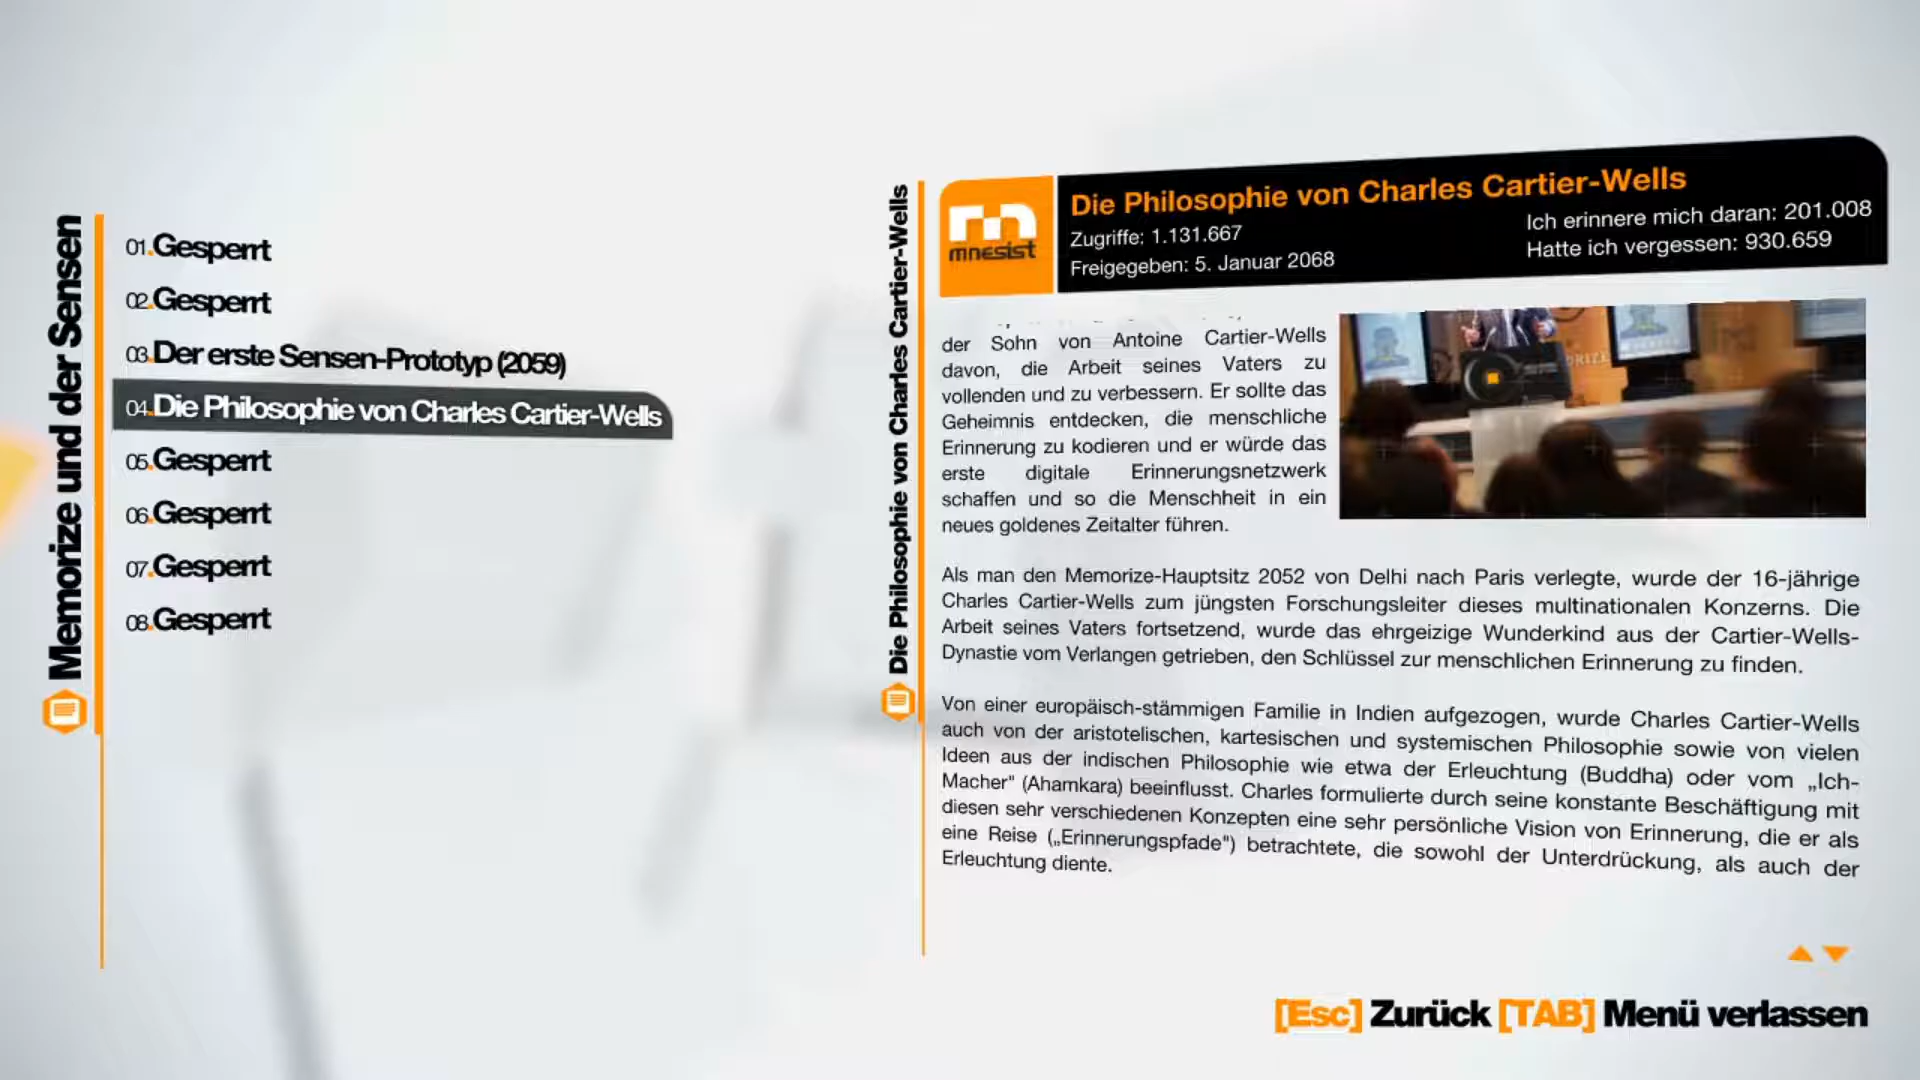 Memorize und der Sensen
01.Gesperrt
02.Gesperrt
03.Der erste Sensen-Prototyp (2059)
04.Die Philosophie von Charles Cartier-Wells
05.Gesperrt
06.Gesperrt
07.Gesperrt
08.Gesperrt
Die Philosophie von Charles Cartier-Wells
mnesist
Die Philosophie von Charles Cartier-Wells
Zugriffe: 1.131.667
Freigegeben: 5. Januar 2068
Ich erinnere mich daran: 201.008
Hatte ich vergessen: 930.659
der Sohn von Antoine Cartier-Wells
davon, die Arbeit seines Vaters zu
vollenden und zu verbessern. Er sollte das
Geheimnis entdecken, die menschliche
Erinnerung zu kodieren und er würde das
erste digitale Erinnerungsnetzwerk
schaffen und so die Menschheit in ein
neues goldenes Zeitalter führen.
Als man den Memorize-Hauptsitz 2052 von Delhi nach Paris verlegte, wurde der 16-jährige
Charles Cartier-Wells zum jüngsten Forschungsleiter dieses multinationalen Konzerns. Die
Arbeit seines Vaters fortsetzend, wurde das ehrgeizige Wunderkind aus der Cartier-Wells-
Dynastie vom Verlangen getrieben, den Schlüssel zur menschlichen Erinnerung zu finden.
Von einer europäisch-stämmigen Familie in Indien aufgezogen, wurde Charles Cartier-Wells
auch von der aristotelischen, kartesischen und systemischen Philosophie sowie von vielen
Ideen aus der indischen Philosophie wie etwa der Erleuchtung (Buddha) oder vom „Ich-
Macher" (Ahamkara) beeinflusst. Charles formulierte durch seine konstante Beschäftigung mit
diesen sehr verschiedenen Konzepten eine sehr persönliche Vision von Erinnerung, die er als
eine Reise („Erinnerungspfade") betrachtete, die sowohl der Unterdrückung, als auch der
Erleuchtung diente.
[Esc] Zurück [TAB] Menü verlassen